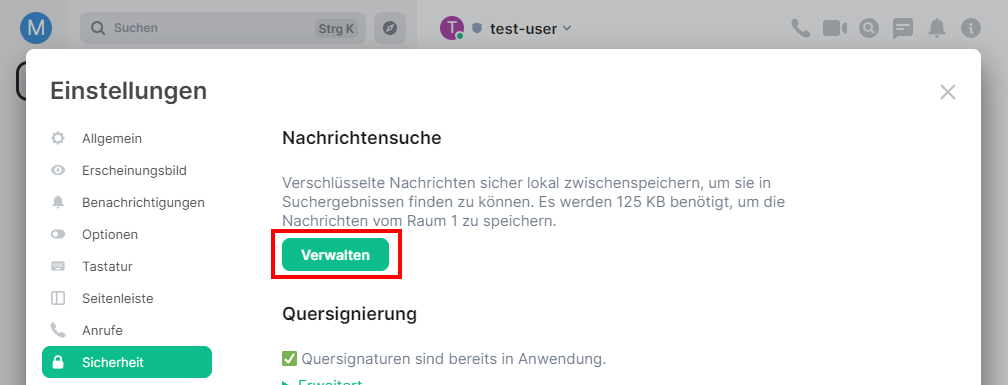 M
Suchen
Strg K
T
test-user
Einstellungen
Allgemein
Erscheinungsbild
Benachrichtigungen
Optionen
Tastatur
Seitenleiste
Anrufe
Sicherheit
Nachrichtensuche
Verschlüsselte Nachrichten sicher lokal zwischenspeichern, um sie in
Suchergebnissen finden zu können. Es werden 125 KB benötigt, um die
Nachrichten vom Raum 1 zu speichern.
Verwalten
Quersignierung
Quersignaturen sind bereits in Anwendung.
Erweitert